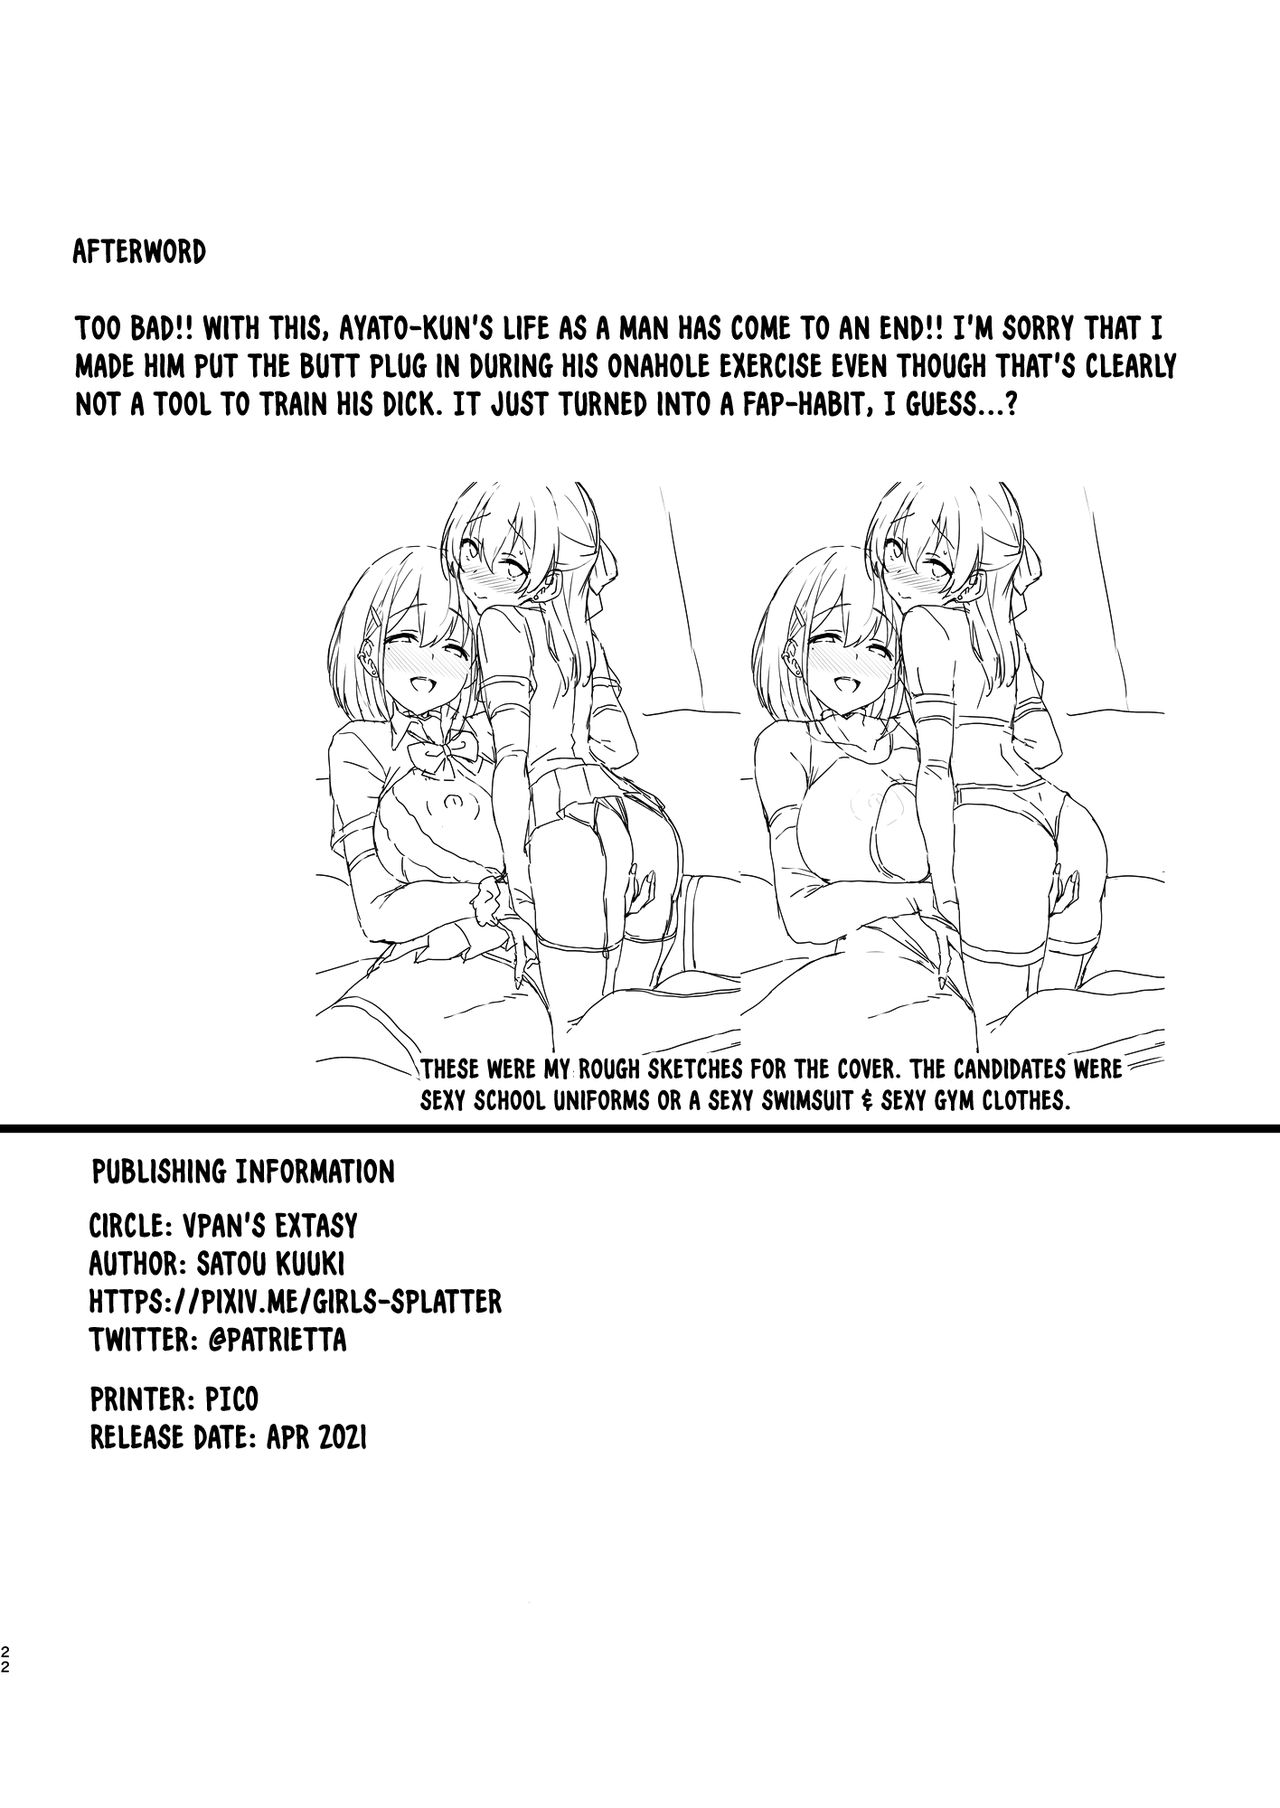 AFTERWORD
TOO BAD!! WITH THIS, AYATO-KUN'S LIFE AS A MAN HAS COME TO AN END!! I'M SORRY THAT I
MADE HIM PUT THE BUTT PLUG IN DURING HIS ONAHOLE EXERCISE EVEN THOUGH THAT'S CLEARLY
NOT A TOOL TO TRAIN HIS DICK. IT JUST TURNED INTO A FAP-HABIT, I GUESS...?
THESE WERE MY ROUGH SKETCHES FOR THE COVER. THE CANDIDATES WERE
SEXY SCHOOL UNIFORMS OR A SEXY SWIMSUIT & SEXY GYM CLOTHES.
PUBLISHING INFORMATION
CIRCLE: VPAN'S EXTASY
AUTHOR: SATOU KUUKI
HTTPS://PIXIV.ME/GIRLS-SPLATTER
TWITTER: @PATRIETTA
PRINTER: PICO
RELEASE DATE: APR 2021
22